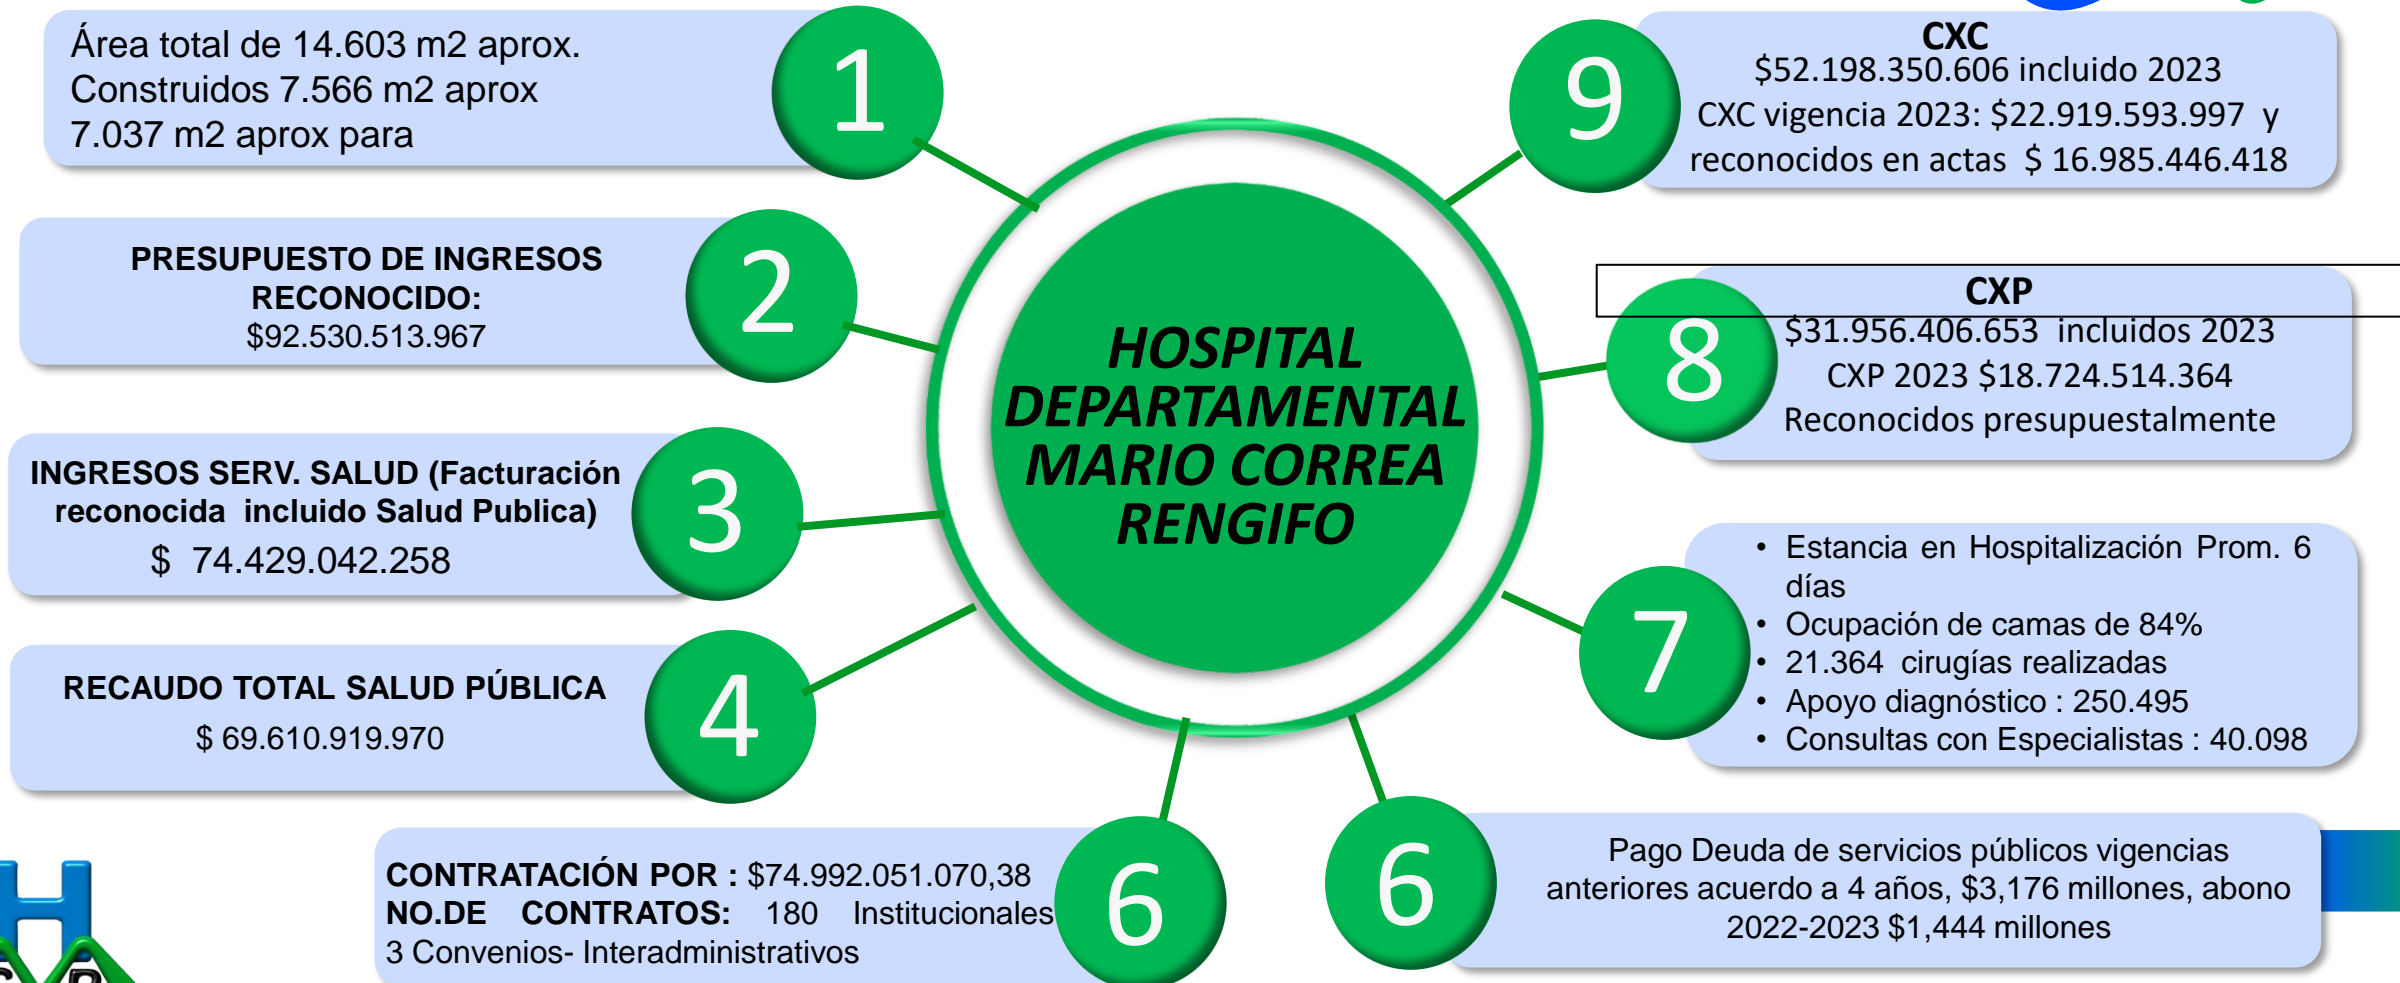 Área total de 14.603 m2 aprox.
Construidos 7.566 m2 aprox
7.037 m2 aprox para
1
PRESUPUESTO DE INGRESOS
RECONOCIDO:
$92.530.513.967
2
INGRESOS SERV. SALUD (Facturación
reconocida incluido Salud Publica)
$ 74.429.042.258
3
RECAUDO TOTAL SALUD PÚBLICA
$ 69.610.919.970
4
CONTRATACIÓN POR : $74.992.051.070,38
NO.DE CONTRATOS: 180 Institucionales
3 Convenios- Interadministrativos
6
HOSPITAL
DEPARTAMENTAL
MARIO CORREA
RENGIFO
9
CXC
$52.198.350.606 incluido 2023
CXC vigencia 2023: $22.919.593.997 y
reconocidos en actas $ 16.985.446.418
8
CXP
$31.956.406.653 incluidos 2023
CXP 2023 $18.724.514.364
Reconocidos presupuestalmente
7
• Estancia en Hospitalización Prom. 6
días
• Ocupación de camas de 84%
• 21.364 cirugías realizadas
• Apoyo diagnóstico : 250.495
• Consultas con Especialistas : 40.098
6
Pago Deuda de servicios públicos vigencias
anteriores acuerdo a 4 años, $3,176 millones, abono
2022-2023 $1,444 millones
H